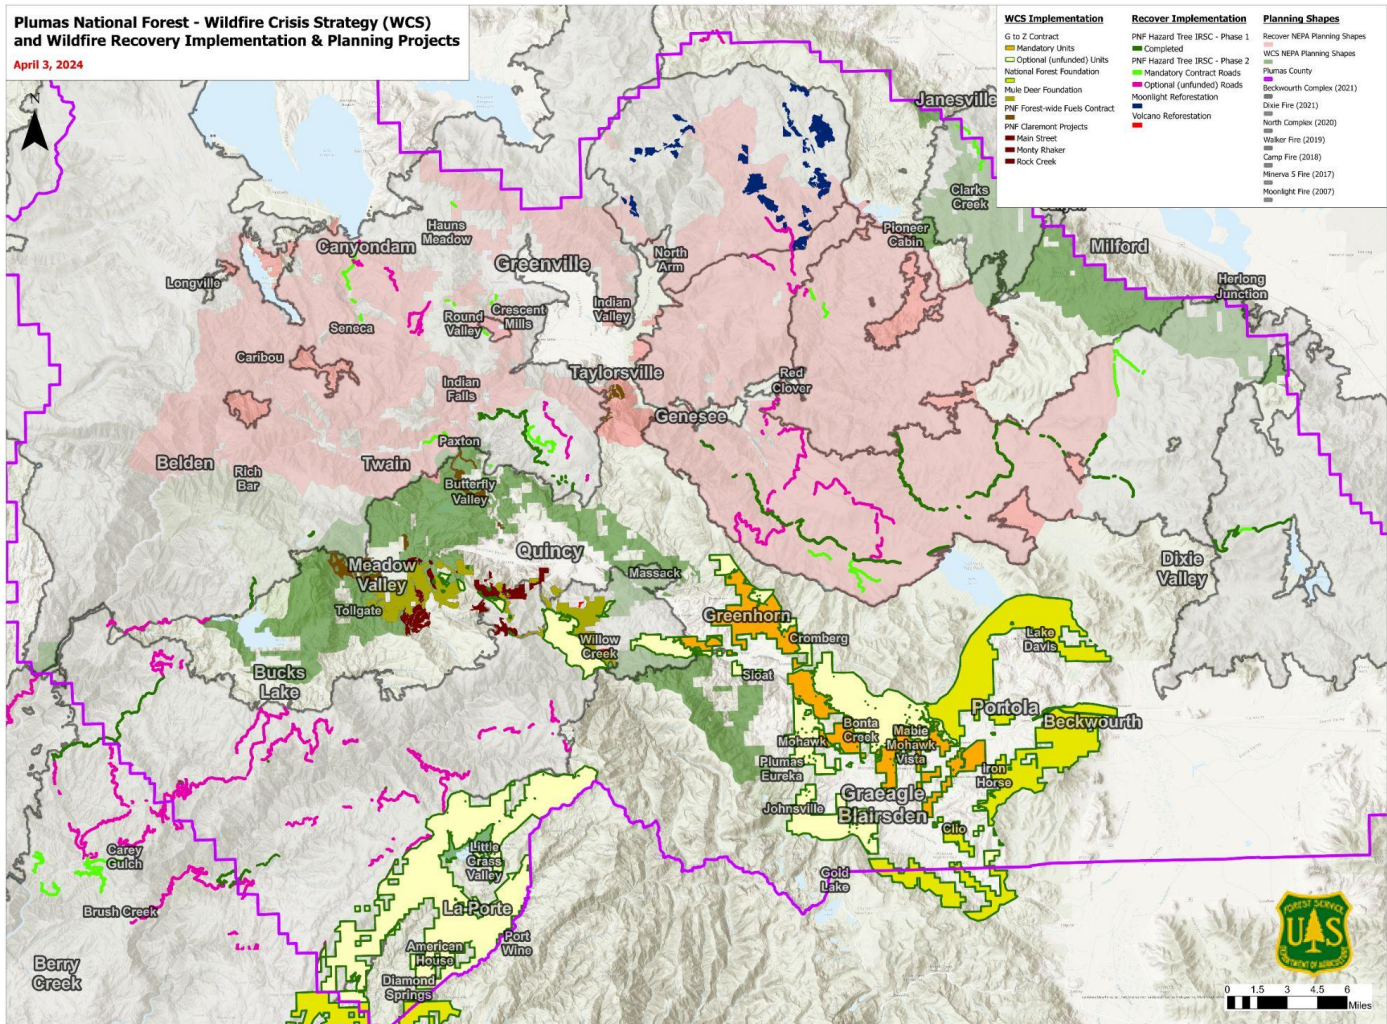 Plumas National Forest - Wildfire Crisis Strategy (WCS)
and Wildfire Recovery Implementation & Planning Projects
April 3, 2024
N
WCS Implementation
G to Z Contract
Mandatory Units
Optional (unfunded) Units
National Forest Foundation
Mule Deer Foundation
PNF Forest-wide Fuels Contract
PNF Claremont Projects
Main Street
Monty Rhaker
Rock Creek
Recover Implementation
PNF Hazard Tree IRSC - Phase 1
Completed
PNF Hazard Tree IRSC - Phase 2
Mandatory Contract Roads
Optional (unfunded) Roads
Moonlight Reforestation
Volcano Reforestation
Planning Shapes
Recover NEPA Planning Shapes
WCS NEPA Planning Shapes
Plumas County
Beckwourth Complex (2021)
Dixie Fire (2021)
North Complex (2020)
Walker Fire (2019)
Camp Fire (2018)
Minerva 5 Fire (2017)
Moonlight Fire (2007)
Janesville
Clarks
Creek
Hauns
Meadow
Canyondam
Pioneer
Cabin
Milford
North
Arm
Greenville
Longville
Herlong
Junction
Indian
Valley
Round
Valley
Crescent
Mills
Seneca
Caribou
Taylorsville
Red
Clover
Indian
Falls
Genesee
Paxton
Belden
Rich
Bar
Twain
Butterfly
Valley
Quincy
Meadow
Valley
Massack
Dixie
Valley
Tollgate
Greenhorn
Willow
Creek
Cromberg
Lake
Davis
Bucks
Lake
Sloat
Portola
Beckwourth
Bonta
Creek
Mabie
Mohawk
Vista
Mohawk
Plumas
Eureka
Iron
Horse
Graeagle
Blairsden
Johnsville
Clio
Carey
Gulch
Little
Grass
Valley
Gold
Lake
Brush Creek
La Porte
Port
Wine
American
House
Berry
Creek
Diamond
Springs
FOREST SERVICE
US
DEPARTMENT OF AGRICULTURE
0 1.5 3 4.5 6
Miles